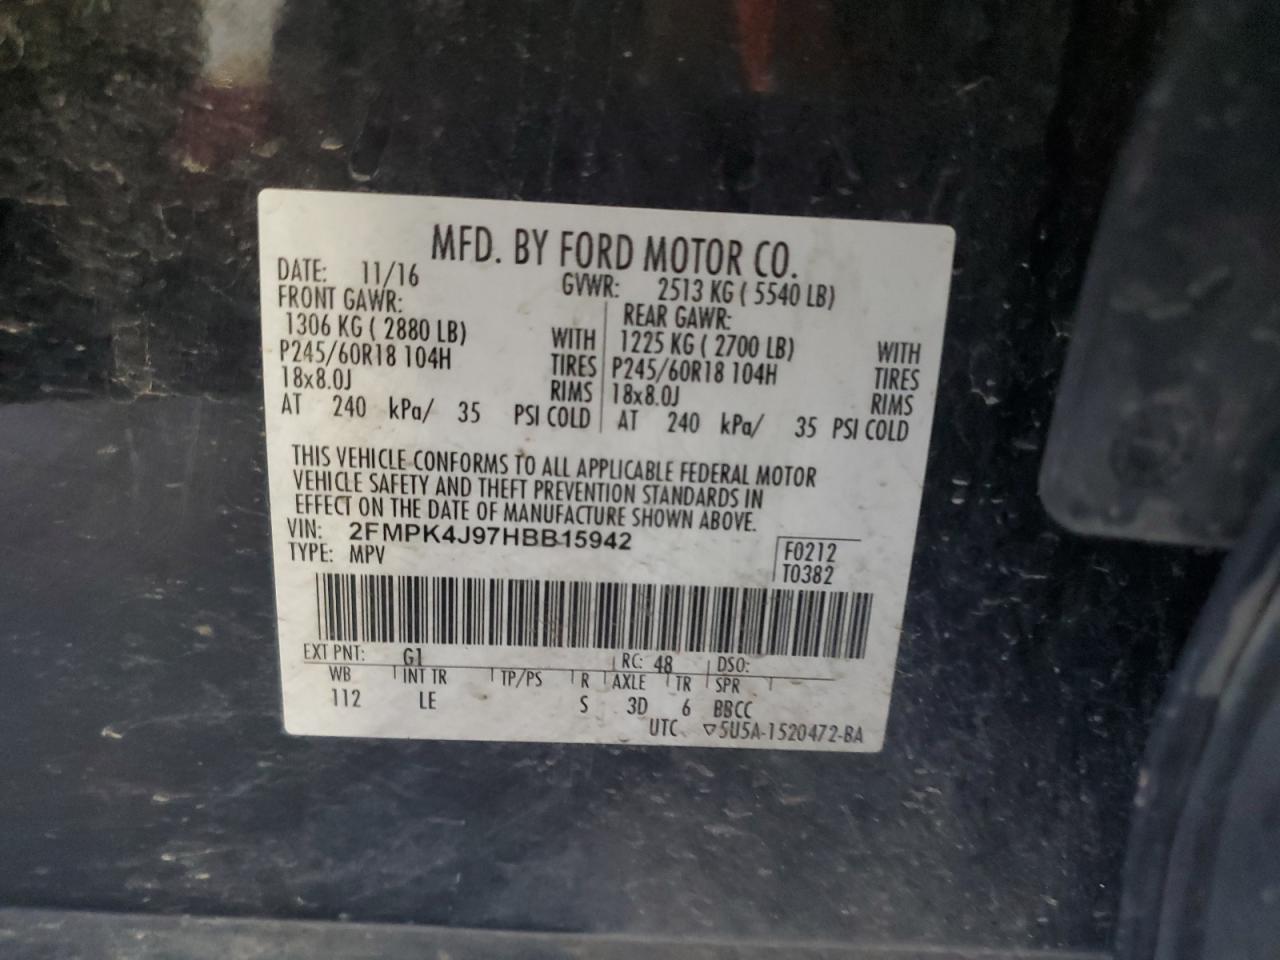 MFD. BY FORD MOTOR CO.
DATE: 11/16 GVWR: 2513 KG ( 5540 LB)
FRONT GAWR: REAR GAWR:
1306 KG ( 2880 LB) WITH 1225 KG ( 2700 LB) WITH
P245/60R18 104H TIRES P245/60R18 104H TIRES
18x8.0J RIMS 18x8.0J RIMS
AT 240 kPa/ 35 PSI COLD AT 240 kPa/ 35 PSI COLD
THIS VEHICLE CONFORMS TO ALL APPLICABLE FEDERAL MOTOR
VEHICLE SAFETY AND THEFT PREVENTION STANDARDS IN
EFFECT ON THE DATE OF MANUFACTURE SHOWN ABOVE.
VIN: 2FMPK4J97HBB15942
TYPE: MPV F0212
T0382
EXT PNT: G1 RC: 48 DSO:
WB INT TR TP/PS R AXLE TR SPR
112 LE S 3D 6 BBCC
UTC ▽5U5A-1520472-BA